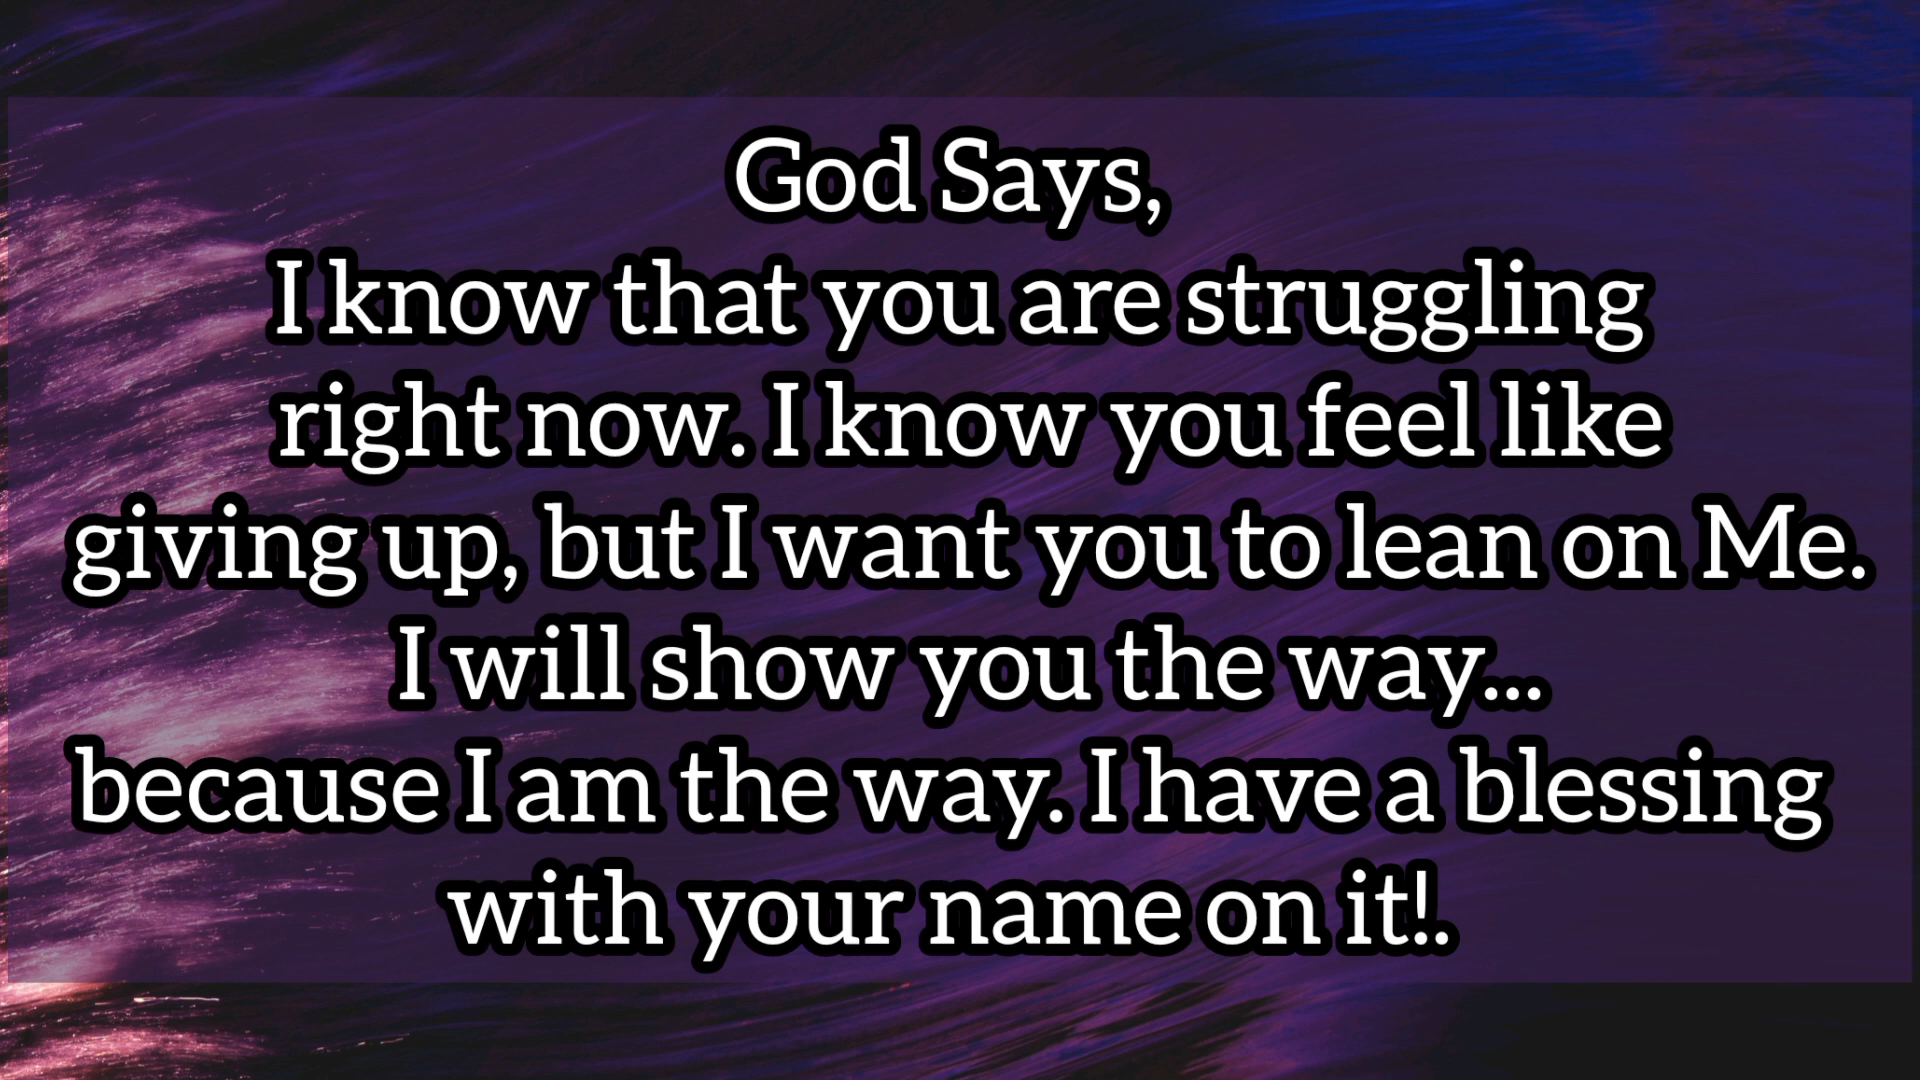 God Says,
I know that you are struggling
right now. I know you feel like
giving up, but I want you to lean on Me.
I will show you the way...
because I am the way. I have a blessing
with your name on it!.